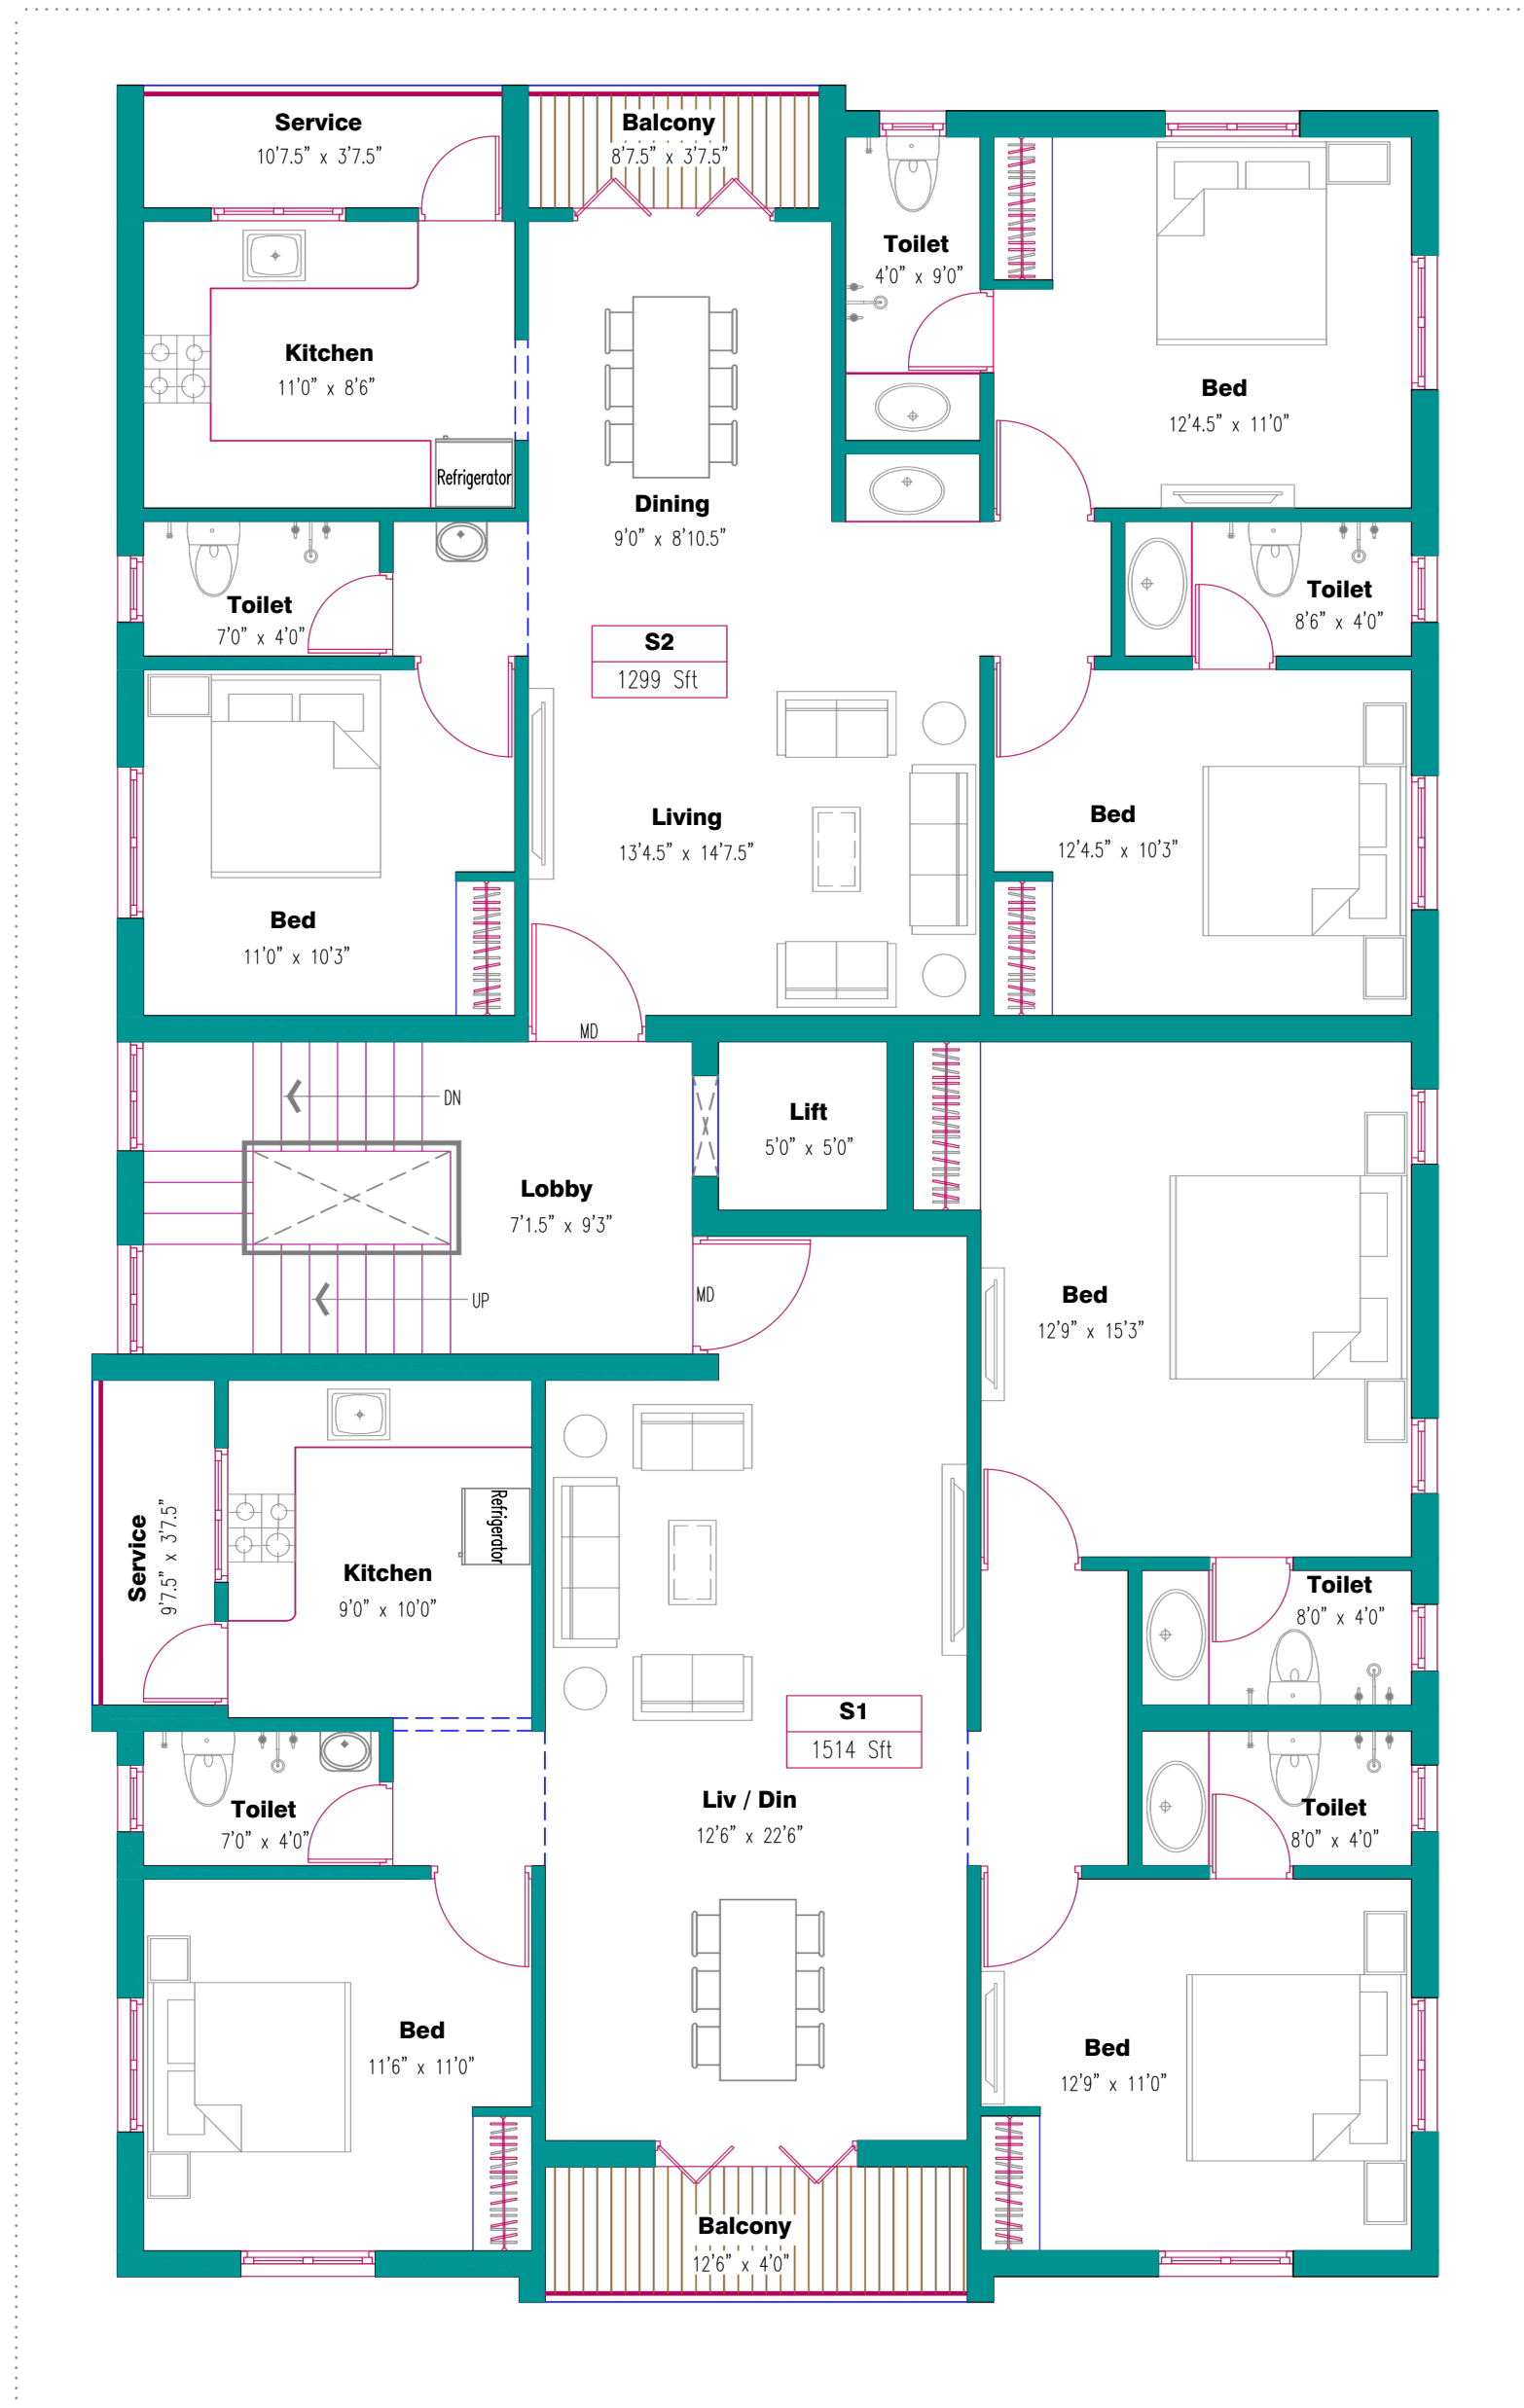 Service
10'7.5" x 3'7.5"
Balcony
8'7.5" x 3'7.5"
Toilet
4'0" x 9'0"
Kitchen
11'0" x 8'6"
Bed
12'4.5" x 11'0"
Refrigerator
Dining
9'0" x 8'10.5"
Toilet
7'0" x 4'0"
Toilet
8'6" x 4'0"
S2
1299 Sft
Living
13'4.5" x 14'7.5"
Bed
12'4.5" x 10'3"
Bed
11'0" x 10'3"
MD
DN
Lift
5'0" x 5'0"
Lobby
7'1.5" x 9'3"
UP
MD
Bed
12'9" x 15'3"
Service
9'7.5" x 3'7.5"
Refrigerator
Kitchen
9'0" x 10'0"
Toilet
8'0" x 4'0"
S1
1514 Sft
Liv / Din
12'6" x 22'6"
Toilet
7'0" x 4'0"
Toilet
8'0" x 4'0"
Bed
11'6" x 11'0"
Bed
12'9" x 11'0"
Balcony
12'6" x 4'0"